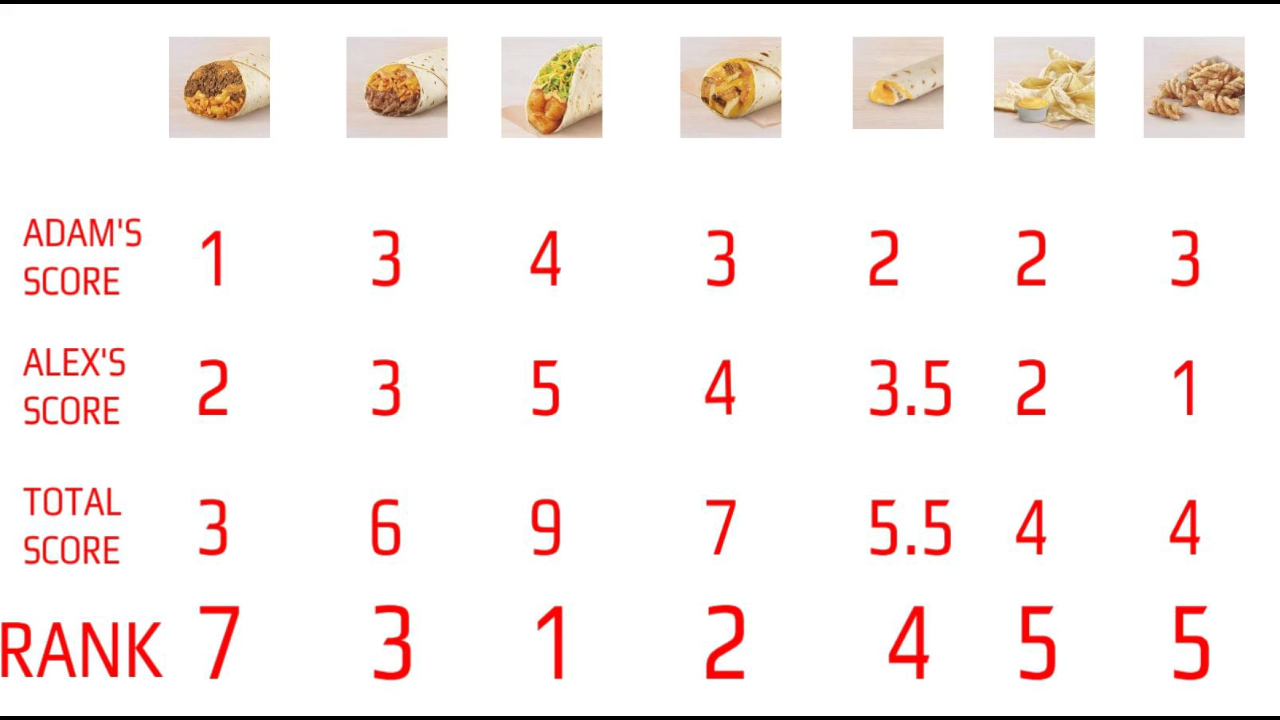 ADAM'S
SCORE
1 3 4 3 2 2 3
ALEX'S
SCORE
2 3 5 4 3.5 2 1
TOTAL
SCORE
3 6 9 7 5.5 4 4
RANK 7 3 1 2 4 5 5